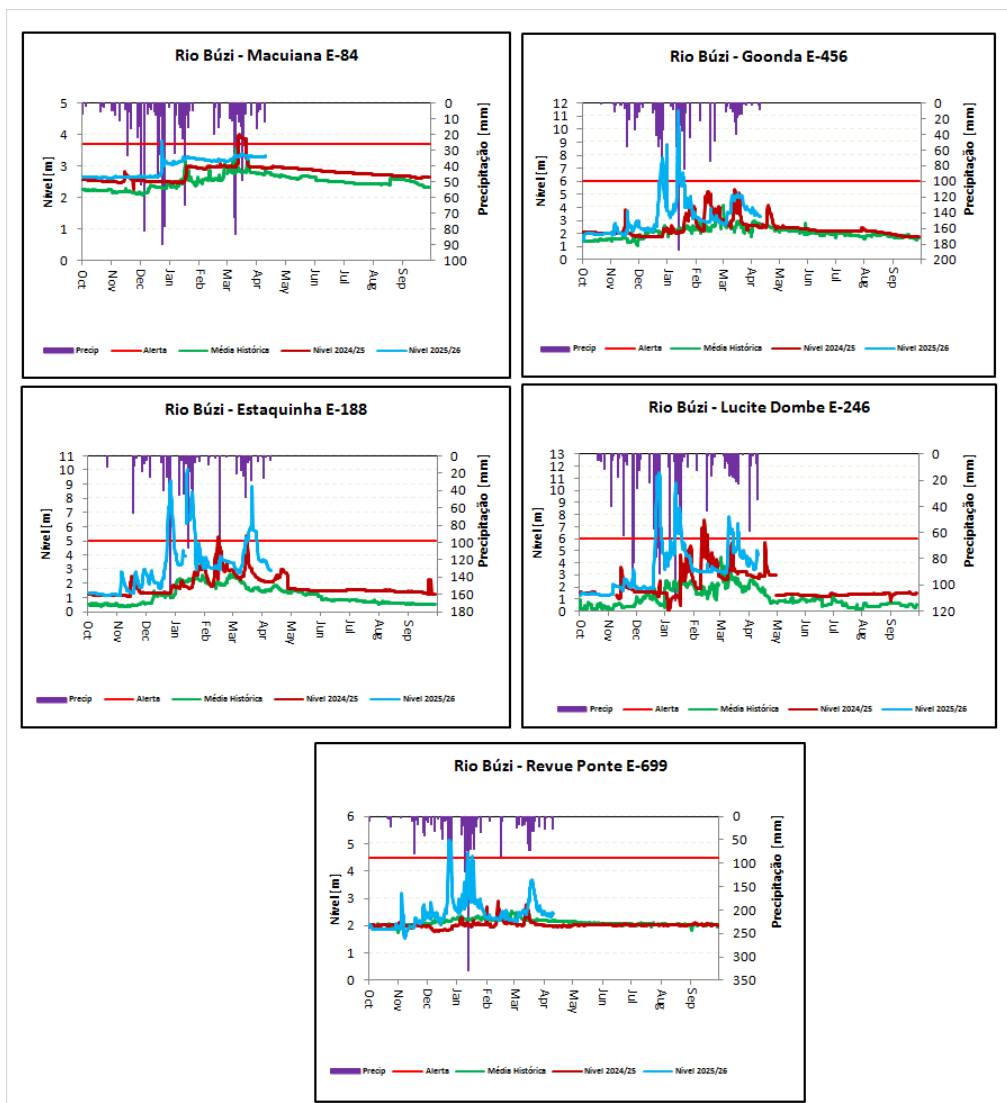 Rio Búzi - Macuiana E-84
5
4
3
2
1
0
Nível [m]
0
10
20
30
40
50
60
70
80
90
100
Precipitação [mm]
Oct
Nov
Dec
Jan
Feb
Mar
Apr
May
Jun
Jul
Aug
Sep
Precip
Alerta
Média Histórica
Nivel 2024/25
Nivel 2025/26
Rio Búzi - Goonda E-456
12
11
10
9
8
7
6
5
4
3
2
1
0
Nível [m]
0
20
40
60
80
100
120
140
160
180
200
Precipitação [mm]
Oct
Nov
Dec
Jan
Feb
Mar
Apr
May
Jun
Jul
Aug
Sep
Precip
Alerta
Média Histórica
Nivel 2024/25
Nivel 2025/26
Rio Búzi - Estaquinha E-188
11
10
9
8
7
6
5
4
3
2
1
0
Nível [m]
0
20
40
60
80
100
120
140
160
180
Precipitação [mm]
Oct
Nov
Dec
Jan
Feb
Mar
Apr
May
Jun
Jul
Aug
Sep
Precip
Alerta
Média Histórica
Nivel 2024/25
Nivel 2025/26
Rio Búzi - Lucite Dombe E-246
13
12
11
10
9
8
7
6
5
4
3
2
1
0
Nível [m]
0
20
40
60
80
100
120
Precipitação [mm]
Oct
Nov
Dec
Jan
Feb
Mar
Apr
May
Jun
Jul
Aug
Sep
Precip
Alerta
Média Histórica
Nivel 2024/25
Nivel 2025/26
Rio Búzi - Revue Ponte E-699
6
5
4
3
2
1
0
Nível [m]
0
50
100
150
200
250
300
350
Precipitação [mm]
Oct
Nov
Dec
Jan
Feb
Mar
Apr
May
Jun
Jul
Aug
Sep
Precip
Alerta
Média Histórica
Nivel 2024/25
Nivel 2025/26